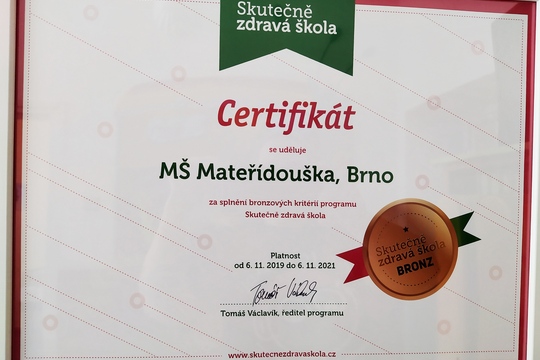 Skutečně
zdravá škola
Certifikát
se uděluje
MŠ Mateřídouška, Brno
za splnění bronzových kritérií programu
Skutečně zdravá škola
Skutečně
zdravá škola
BRONZ
Platnost
od 6. 11. 2019 do 6. 11. 2021
Tomáš Václavík, ředitel programu
www.skutecnezdravaskola.cz